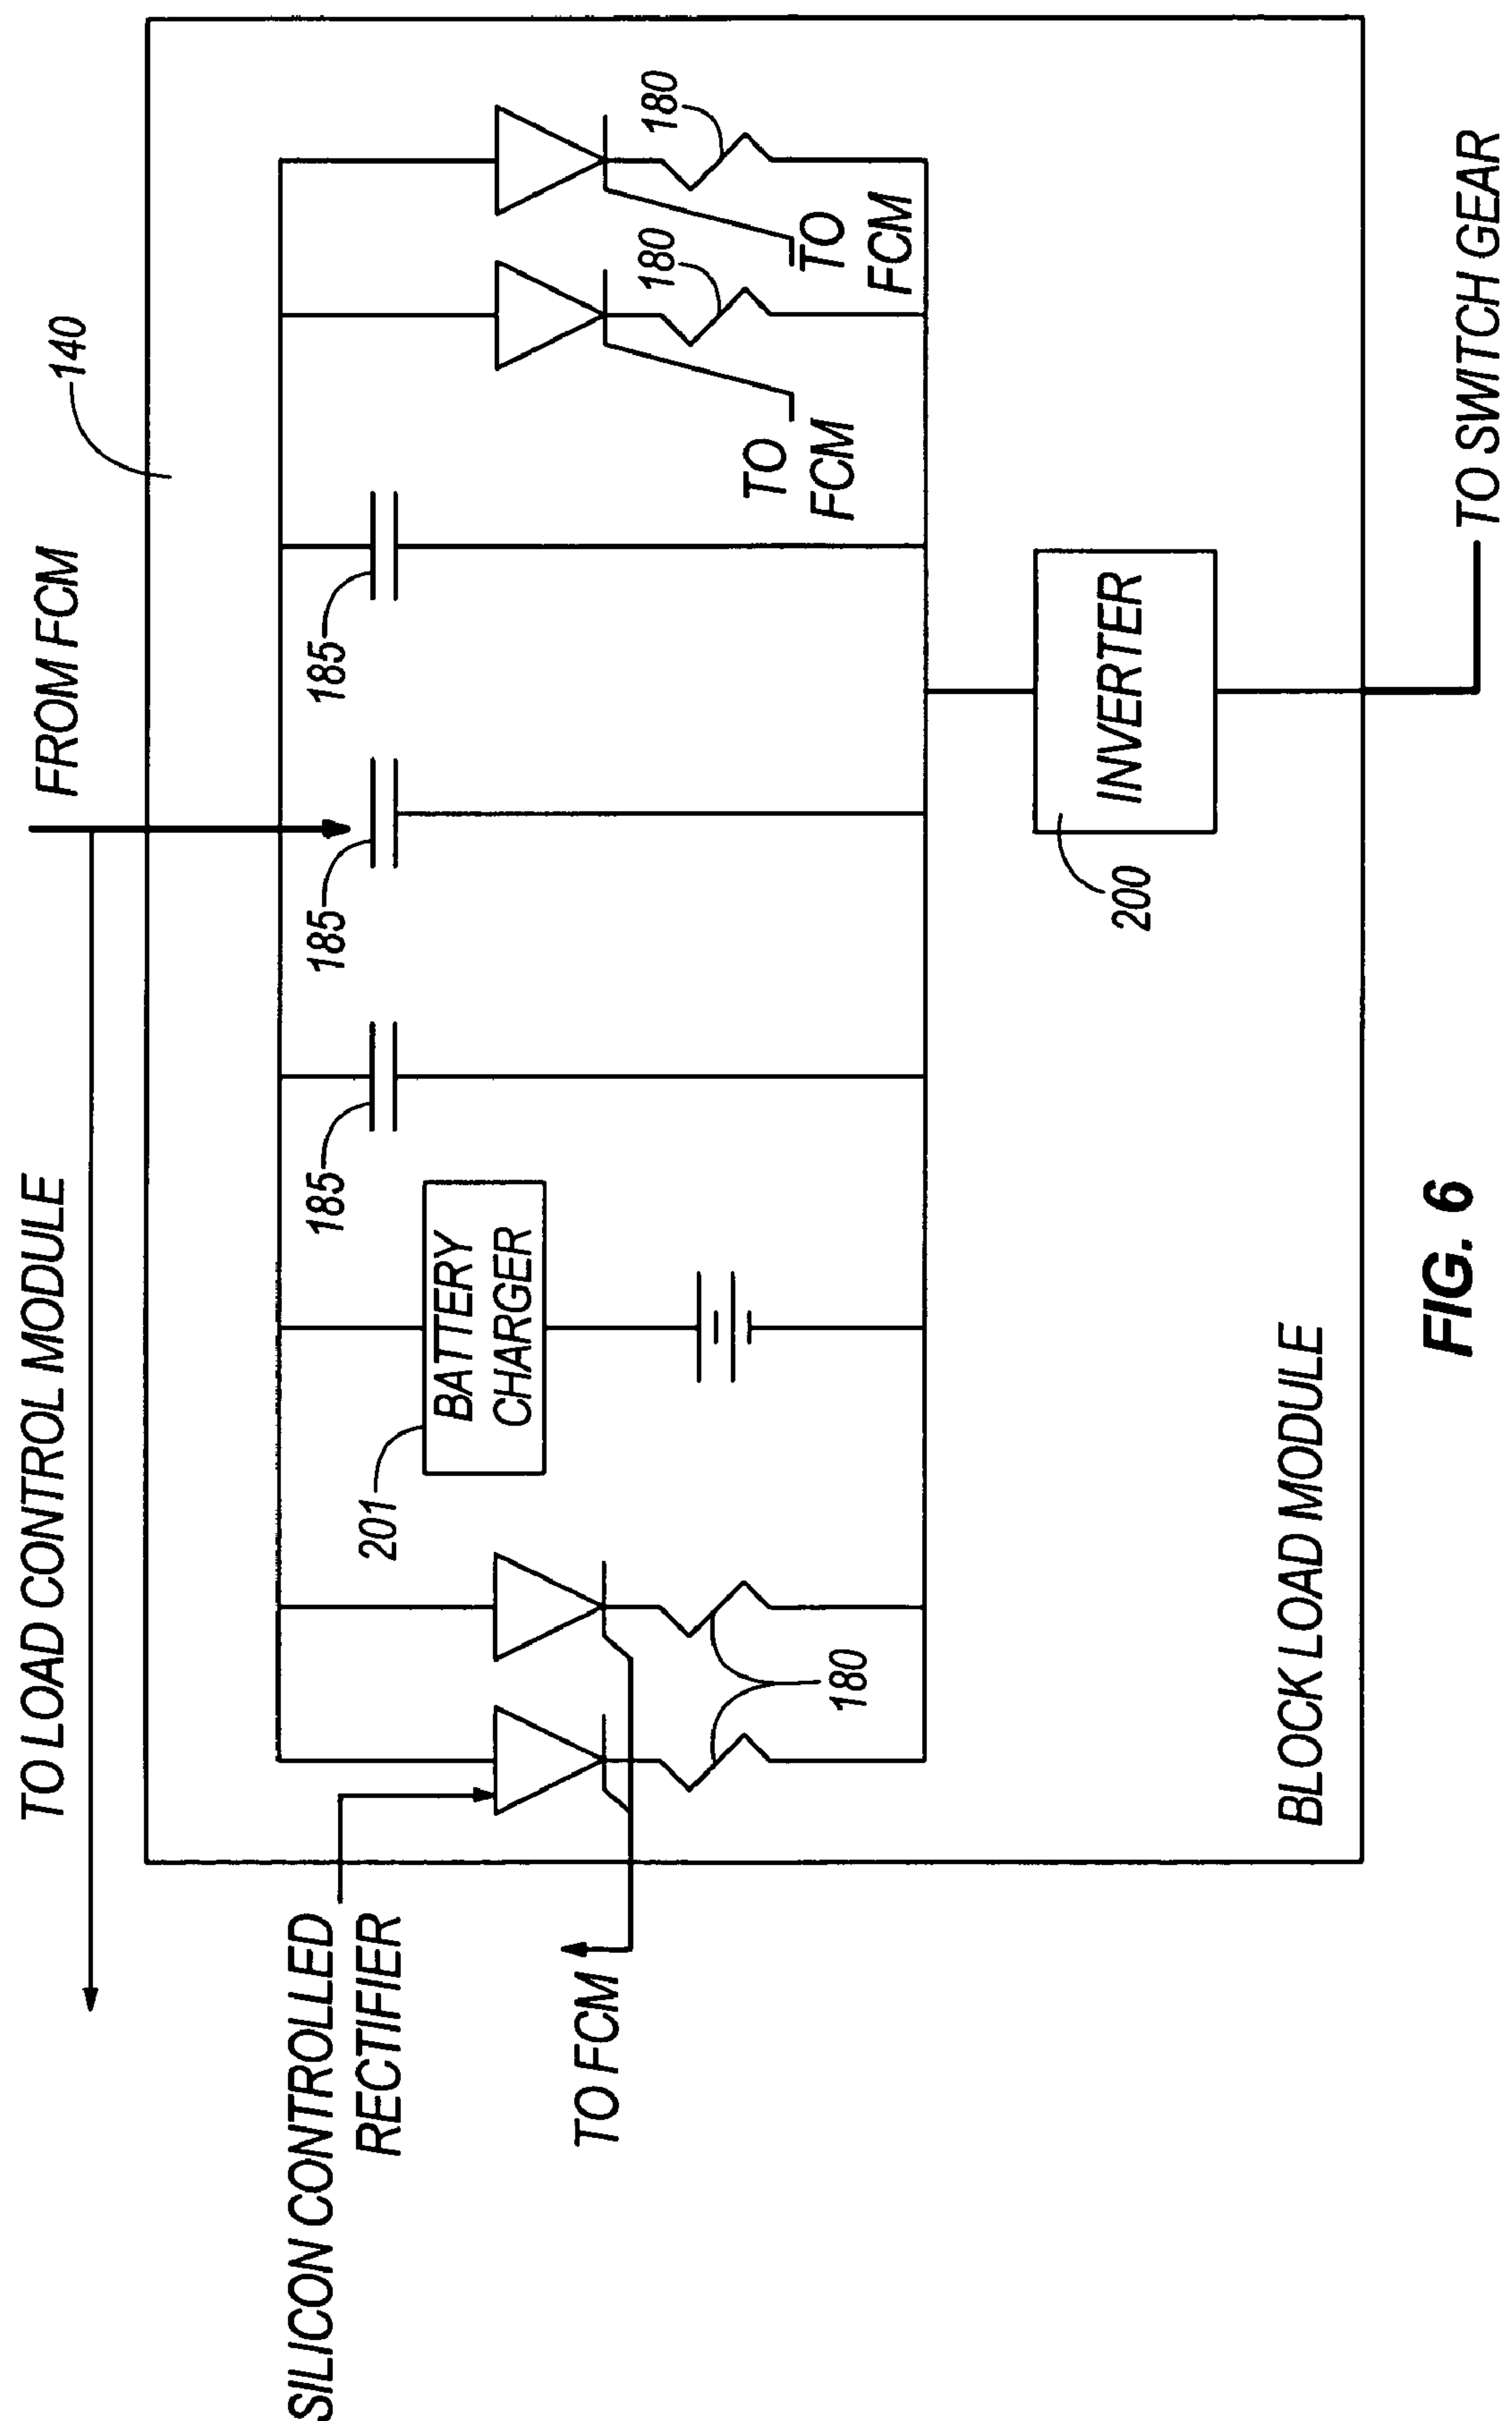 TO LOAD CONTROL MODULE
FROM FCM
140
SILICON CONTROLLED
RECTIFIER
TO FCM
201
BATTERY
CHARGER
185
185
185
180
180
180
TO
FCM
TO
FCM
200
INVERTER
BLOCK LOAD MODULE
TO SWITCH GEAR
FIG. 6